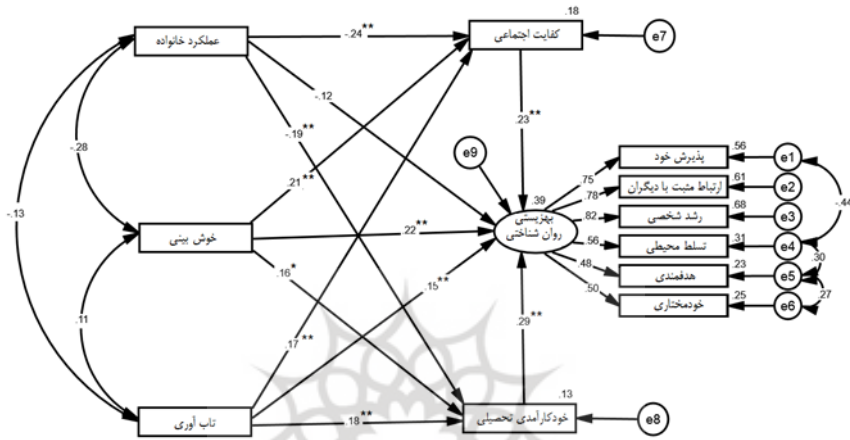 .18
-.24**
عملکرد خانواده
کفایت اجتماعی
e7
-.12
-.19**
.23**
-.28
e9
.56
پذیرش خود
e1
.75
.61
ارتباط مثبت با دیگران
e2
.78
-.13
.21**
.39
.68
رشد شخصی
e3
.82
-.44
بهزیستی
روان شناختی
خوش بینی
.22**
.31
تسلط محیطی
e4
.56
.30
.23
هدفمندی
e5
.48
.16*
.15**
.27
.25
خودمختاری
e6
.50
.11
.29**
.17**
.13
تاب آوری
.18**
خودکارآمدی تحصیلی
e8